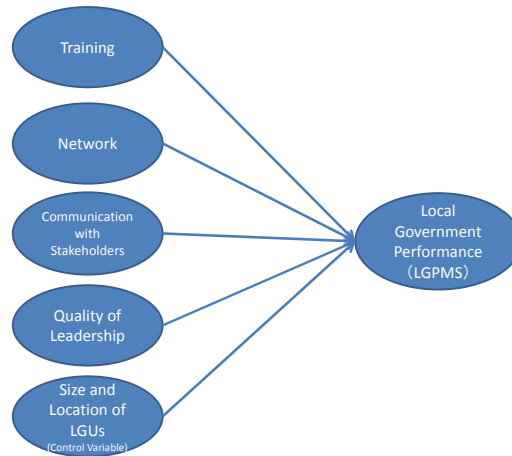 Training
Network
Communication
with
Stakeholders
Quality of
Leadership
Size and
Location of
LGUs
(Control Variable)
Local
Government
Performance
（LGPMS）